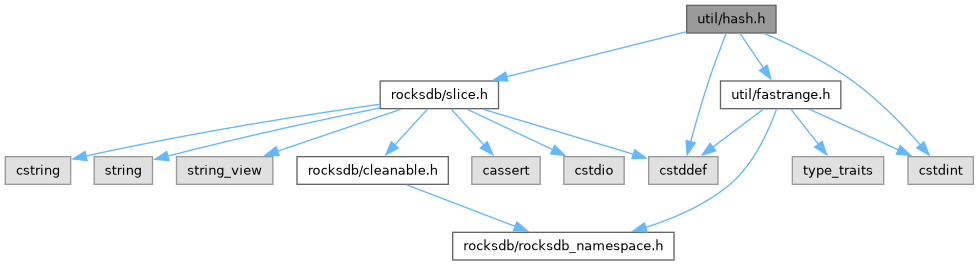 util/hash.h
rocksdb/slice.h
util/fastrange.h
cstring
string
string_view
rocksdb/cleanable.h
cassert
cstdio
cstddef
type_traits
cstdint
rocksdb/rocksdb_namespace.h